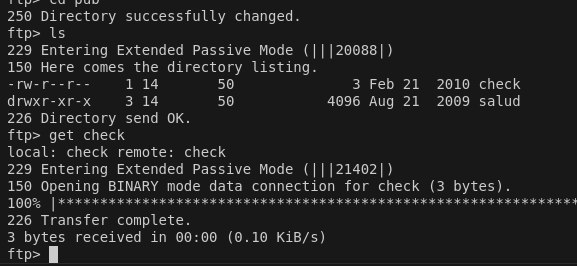 ftp> cd pub
250 Directory successfully changed.
ftp> ls
229 Entering Extended Passive Mode (|||20088|)
150 Here comes the directory listing.
-rw-r--r--    1 14       50              3 Feb 21  2010 check
drwxr-xr-x    3 14       50           4096 Aug 21  2009 salud
226 Directory send OK.
ftp> get check
local: check remote: check
229 Entering Extended Passive Mode (|||21402|)
150 Opening BINARY mode data connection for check (3 bytes).
100% |***************************************************************
226 Transfer complete.
3 bytes received in 00:00 (0.10 KiB/s)
ftp>